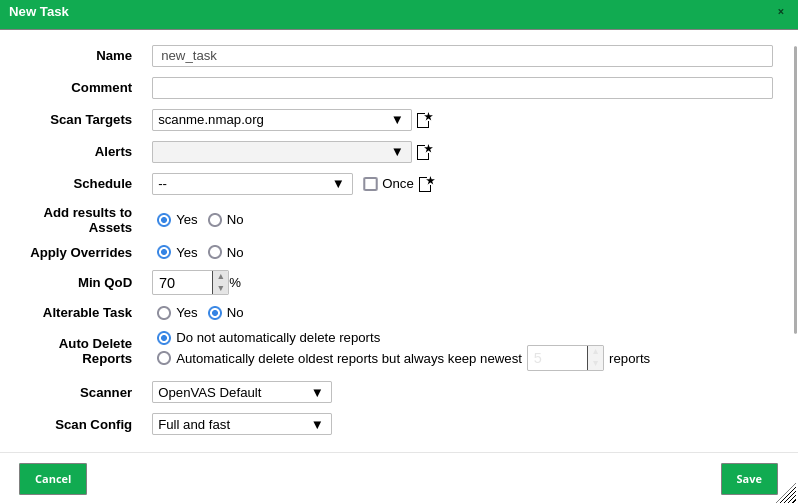 New Task ×
Name new_task
Comment
Scan Targets scanme.nmap.org ▼
Alerts ▼
Schedule -- ▼ Once
Add results to
Assets
Yes No
Apply Overrides Yes No
Min QoD 70 %
Alterable Task Yes No
Auto Delete
Reports
Do not automatically delete reports
Automatically delete oldest reports but always keep newest 5 reports
Scanner OpenVAS Default ▼
Scan Config Full and fast ▼
Cancel Save